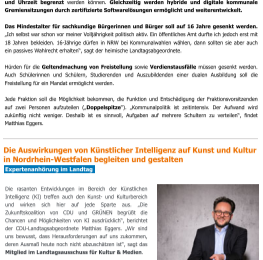 und Uhrzeit begrenzt werden können. Gleichzeitig werden hybride und digitale kommunale
Gremiensitzungen durch zertifizierte Softwarelösungen ermöglicht und weiterentwickelt.
Das Mindestalter für sachkundige Bürgerinnen und Bürger soll auf 16 Jahre gesenkt werden.
„Ich selbst war schon vor meiner Volljährigkeit politisch aktiv. Ein öffentliches Amt durfte ich jedoch erst mit
18 Jahren bekleiden. 16-Jährige dürfen in NRW bei Kommunalwahlen wählen, dann sollten sie aber auch
ein passives Wahlrecht erhalten", sagt der heimische Landtagsabgeordnete.
Hürden für die Geltendmachung von Freistellung sowie Verdienstausfälle müssen gesenkt werden.
Auch Schülerinnen und Schülern, Studierenden und Auszubildenden einer dualen Ausbildung soll die
Freistellung für ein Mandat ermöglicht werden.
Jede Fraktion soll die Möglichkeit bekommen, die Funktion und Entschädigung der Fraktionsvorsitzenden
auf zwei Personen aufzuteilen („Doppelspitze"). „Kommunalpolitik ist zeitintensiv. Der Aufwand wird
zukünftig nicht weniger. Deshalb ist es sinnvoll, Aufgaben auf mehrere Schultern zu verteilen", findet
Matthias Eggers.
Die Auswirkungen von Künstlicher Intelligenz auf Kunst und Kultur
in Nordrhein-Westfalen begleiten und gestalten
Expertenanhörung im Landtag
Die rasanten Entwicklungen im Bereich der Künstlichen
Intelligenz (KI) treffen auch den Kunst- und Kulturbereich
und wirken sich hier auf jede Sparte aus. „Die
Zukunftskoalition von CDU und GRÜNEN begrüßt die
Chancen und Möglichkeiten von KI ausdrücklich", berichtet
der CDU-Landtagsabgeordnete Matthias Eggers. „Wir sind
uns bewusst, dass Herausforderungen auf uns zukommen,
deren Ausmaß heute noch nicht abzuschätzen ist", sagt das
Mitglied im Landtagsausschuss für Kultur & Medien.